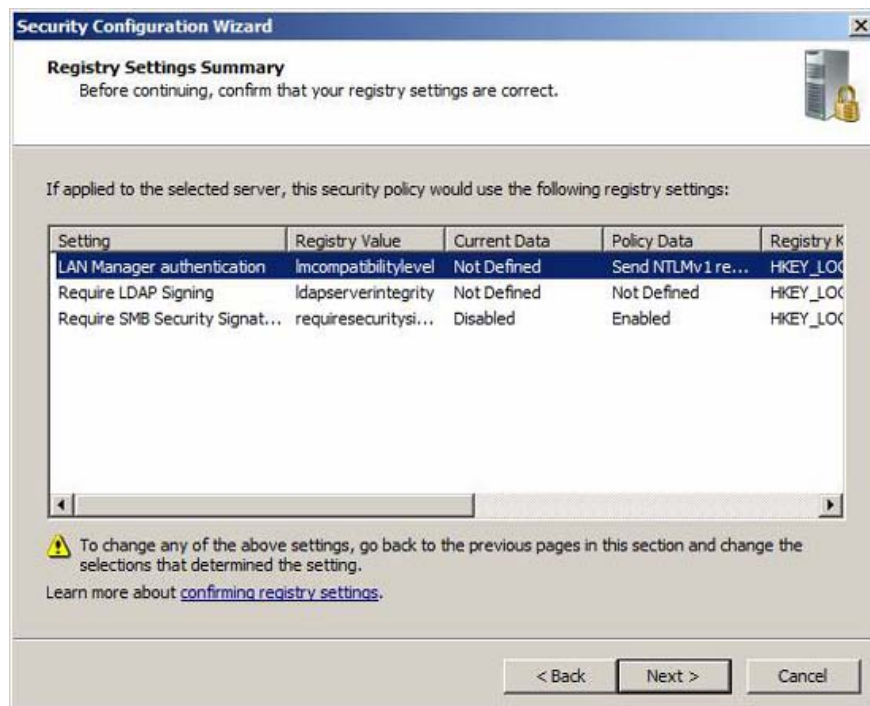 Security Configuration Wizard
Registry Settings Summary
Before continuing, confirm that your registry settings are correct.
If applied to the selected server, this security policy would use the following registry settings:
Setting Registry Value Current Data Policy Data Registry K
LAN Manager authentication lmcompatibilitylevel Not Defined Send NTLMv1 re... HKEY_LOC
Require LDAP Signing ldapserverintegrity Not Defined Not Defined HKEY_LOC
Require SMB Security Signat... requiresecuritysi... Disabled Enabled HKEY_LOC
To change any of the above settings, go back to the previous pages in this section and change the
selections that determined the setting.
Learn more about confirming registry settings.
< Back Next > Cancel